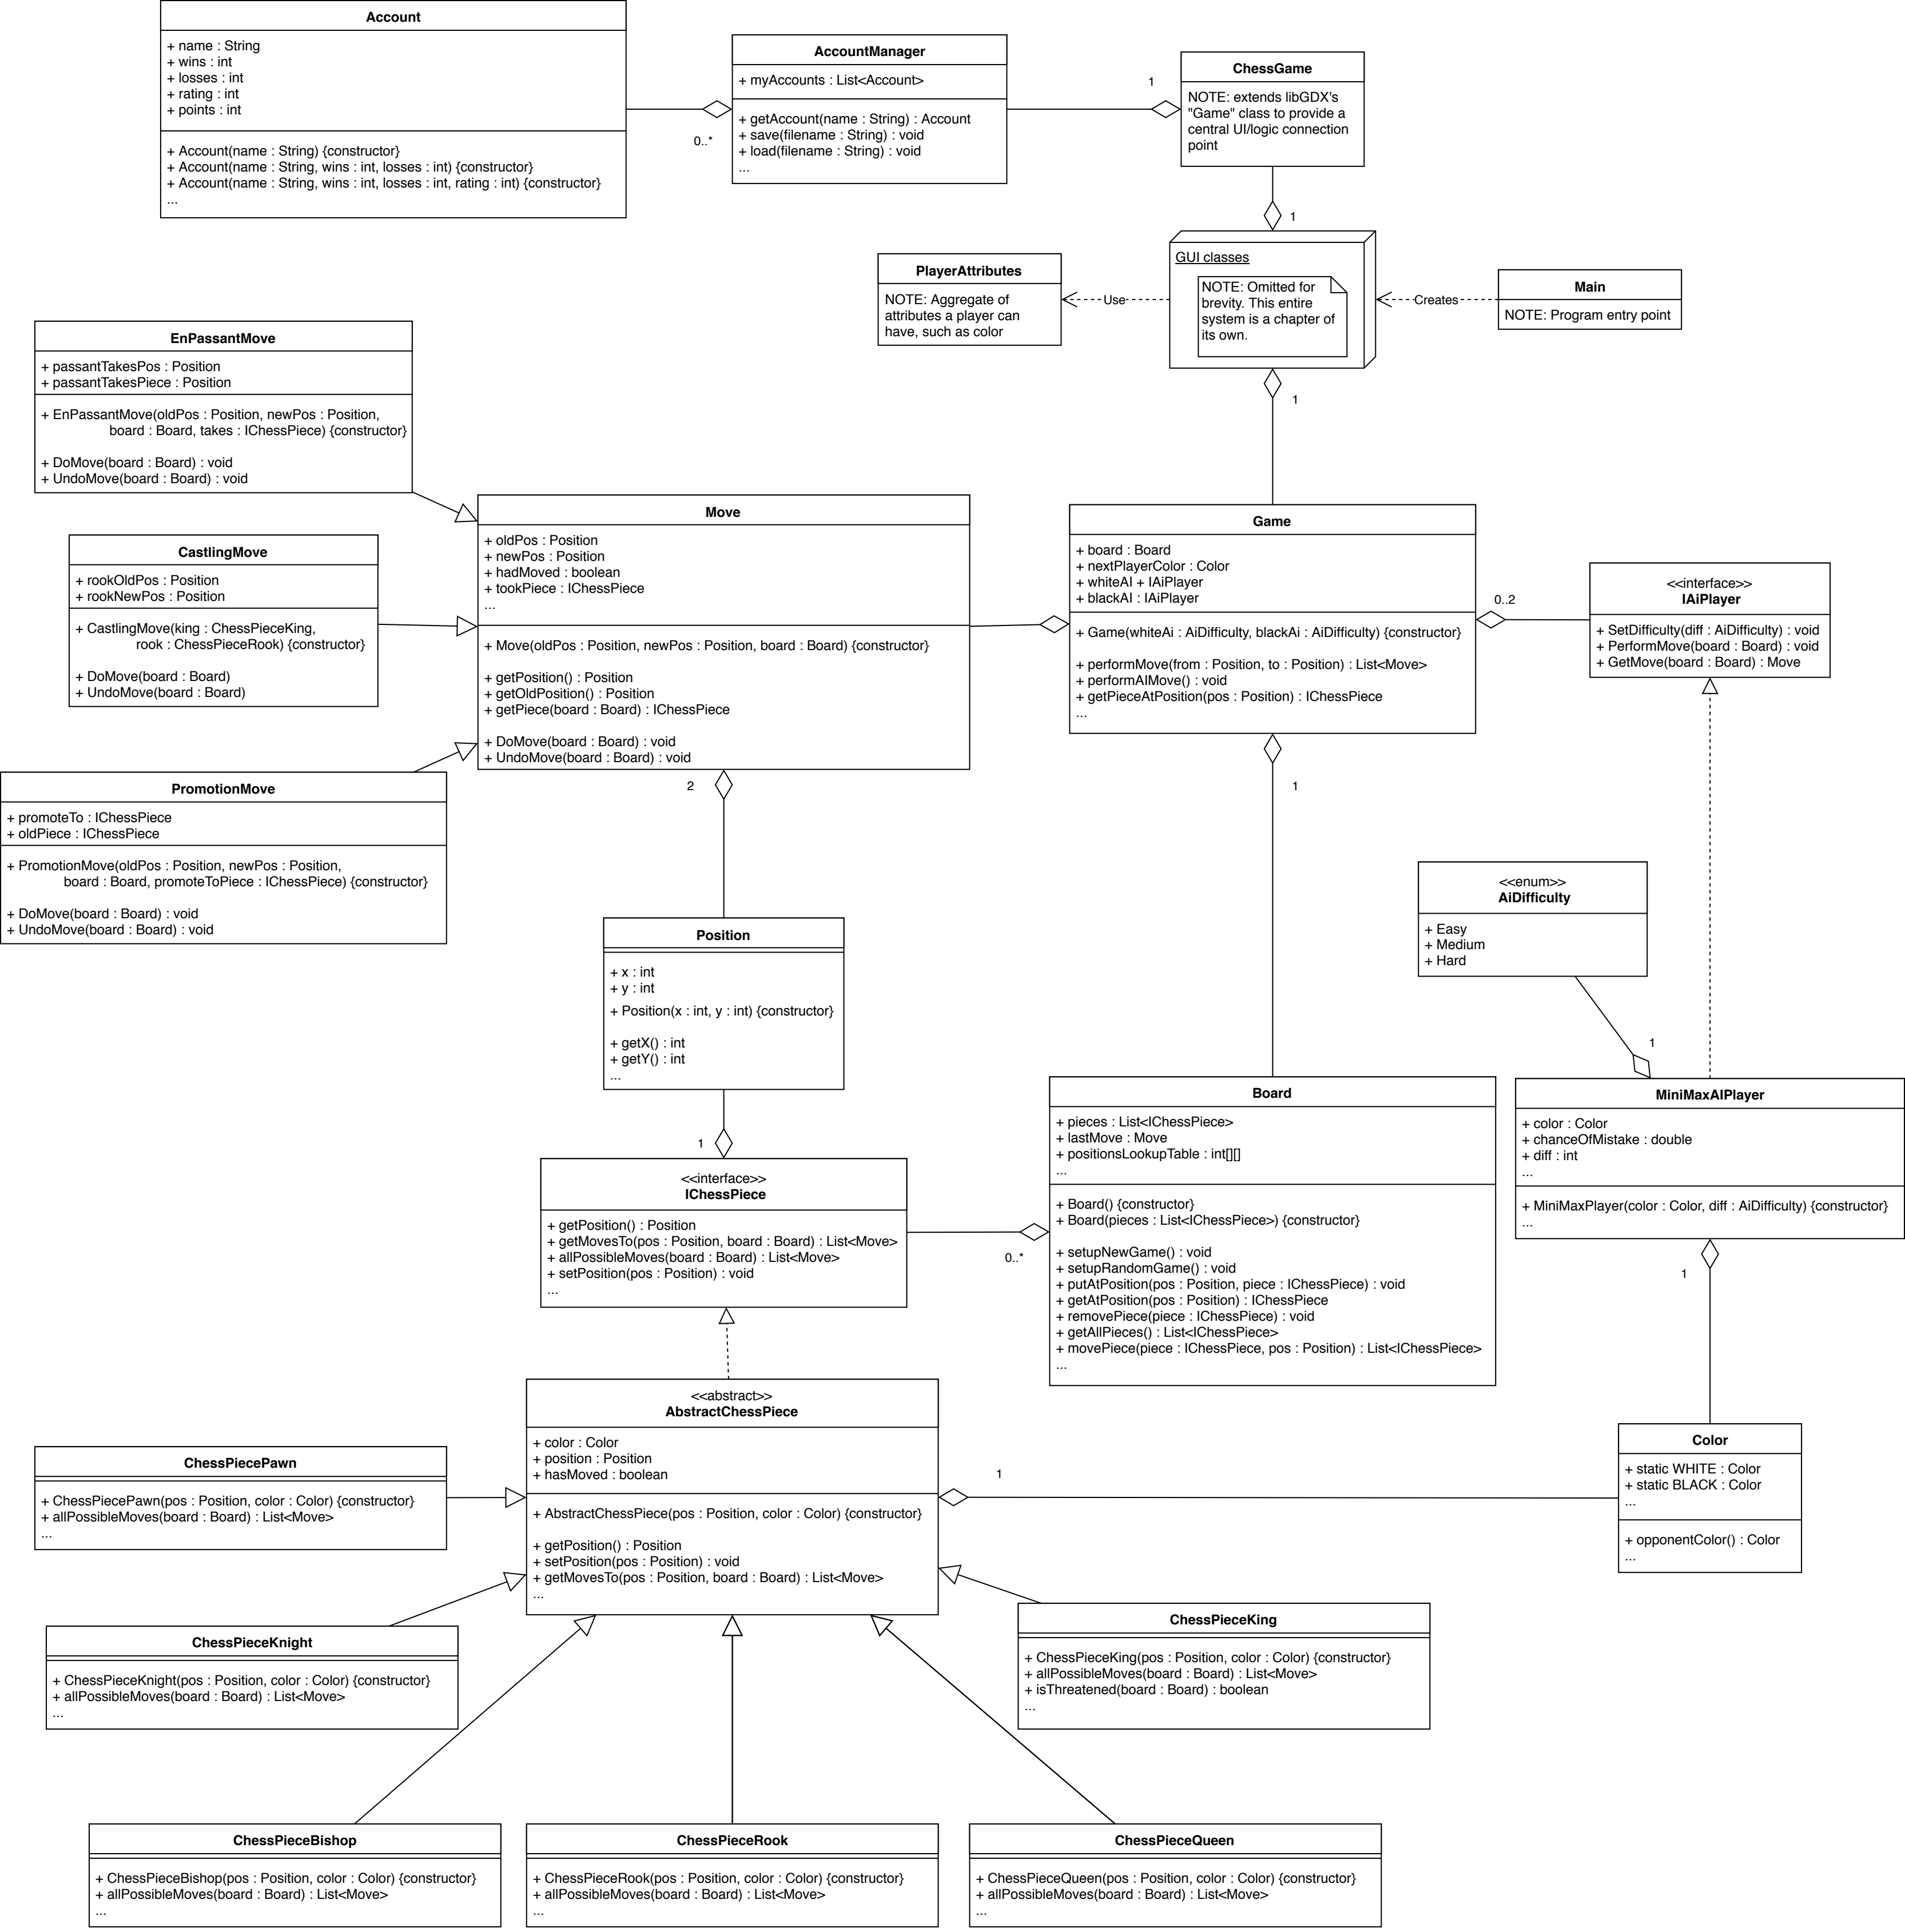 Account
+ name : String
+ wins : int
+ losses : int
+ rating : int
+ points : int
+ Account(name : String) {constructor}
+ Account(name : String, wins : int, losses : int) {constructor}
+ Account(name : String, wins : int, losses : int, rating : int) {constructor}
...
0..*
AccountManager
+ myAccounts : List<Account>
+ getAccount(name : String) : Account
+ save(filename : String) : void
+ load(filename : String) : void
...
1
ChessGame
NOTE: extends libGDX's
"Game" class to provide a
central UI/logic connection
point
1
PlayerAttributes
NOTE: Aggregate of
attributes a player can
have, such as color
Use
GUI classes
NOTE: Omitted for
brevity. This entire
system is a chapter of
its own.
Creates
Main
NOTE: Program entry point
1
EnPassantMove
+ passantTakesPos : Position
+ passantTakesPiece : Position
+ EnPassantMove(oldPos : Position, newPos : Position,
board : Board, takes : IChessPiece) {constructor}
+ DoMove(board : Board) : void
+ UndoMove(board : Board) : void
CastlingMove
+ rookOldPos : Position
+ rookNewPos : Position
+ CastlingMove(king : ChessPieceKing,
rook : ChessPieceRook) {constructor}
+ DoMove(board : Board)
+ UndoMove(board : Board)
PromotionMove
+ promoteTo : IChessPiece
+ oldPiece : IChessPiece
+ PromotionMove(oldPos : Position, newPos : Position,
board : Board, promoteToPiece : IChessPiece) {constructor}
+ DoMove(board : Board) : void
+ UndoMove(board : Board) : void
Move
+ oldPos : Position
+ newPos : Position
+ hadMoved : boolean
+ tookPiece : IChessPiece
...
+ Move(oldPos : Position, newPos : Position, board : Board) {constructor}
+ getPosition() : Position
+ getOldPosition() : Position
+ getPiece(board : Board) : IChessPiece
+ DoMove(board : Board) : void
+ UndoMove(board : Board) : void
2
Game
+ board : Board
+ nextPlayerColor : Color
+ whiteAI + IAiPlayer
+ blackAI : IAiPlayer
+ Game(whiteAi : AiDifficulty, blackAi : AiDifficulty) {constructor}
+ performMove(from : Position, to : Position) : List<Move>
+ performAIMove() : void
+ getPieceAtPosition(pos : Position) : IChessPiece
...
1
0..2
<<interface>>
IAiPlayer
+ SetDifficulty(diff : AiDifficulty) : void
+ PerformMove(board : Board) : void
+ GetMove(board : Board) : Move
<<enum>>
AiDifficulty
+ Easy
+ Medium
+ Hard
1
Position
+ x : int
+ y : int
+ Position(x : int, y : int) {constructor}
+ getX() : int
+ getY() : int
...
1
<<interface>>
IChessPiece
+ getPosition() : Position
+ getMovesTo(pos : Position, board : Board) : List<Move>
+ allPossibleMoves(board : Board) : List<Move>
+ setPosition(pos : Position) : void
...
0..*
Board
+ pieces : List<IChessPiece>
+ lastMove : Move
+ positionsLookupTable : int[][]
...
+ Board() {constructor}
+ Board(pieces : List<IChessPiece>) {constructor}
+ setupNewGame() : void
+ setupRandomGame() : void
+ putAtPosition(pos : Position, piece : IChessPiece) : void
+ getAtPosition(pos : Position) : IChessPiece
+ removePiece(piece : IChessPiece) : void
+ getAllPieces() : List<IChessPiece>
+ movePiece(piece : IChessPiece, pos : Position) : List<IChessPiece>
...
MiniMaxAIPlayer
+ color : Color
+ chanceOfMistake : double
+ diff : int
...
+ MiniMaxPlayer(color : Color, diff : AiDifficulty) {constructor}
...
1
<<abstract>>
AbstractChessPiece
+ color : Color
+ position : Position
+ hasMoved : boolean
+ AbstractChessPiece(pos : Position, color : Color) {constructor}
+ getPosition() : Position
+ setPosition(pos : Position) : void
+ getMovesTo(pos : Position, board : Board) : List<Move>
...
1
Color
+ static WHITE : Color
+ static BLACK : Color
...
+ opponentColor() : Color
...
ChessPiecePawn
+ ChessPiecePawn(pos : Position, color : Color) {constructor}
+ allPossibleMoves(board : Board) : List<Move>
...
ChessPieceKnight
+ ChessPieceKnight(pos : Position, color : Color) {constructor}
+ allPossibleMoves(board : Board) : List<Move>
...
ChessPieceKing
+ ChessPieceKing(pos : Position, color : Color) {constructor}
+ allPossibleMoves(board : Board) : List<Move>
+ isThreatened(board : Board) : boolean
...
ChessPieceBishop
+ ChessPieceBishop(pos : Position, color : Color) {constructor}
+ allPossibleMoves(board : Board) : List<Move>
...
ChessPieceRook
+ ChessPieceRook(pos : Position, color : Color) {constructor}
+ allPossibleMoves(board : Board) : List<Move>
...
ChessPieceQueen
+ ChessPieceQueen(pos : Position, color : Color) {constructor}
+ allPossibleMoves(board : Board) : List<Move>
...